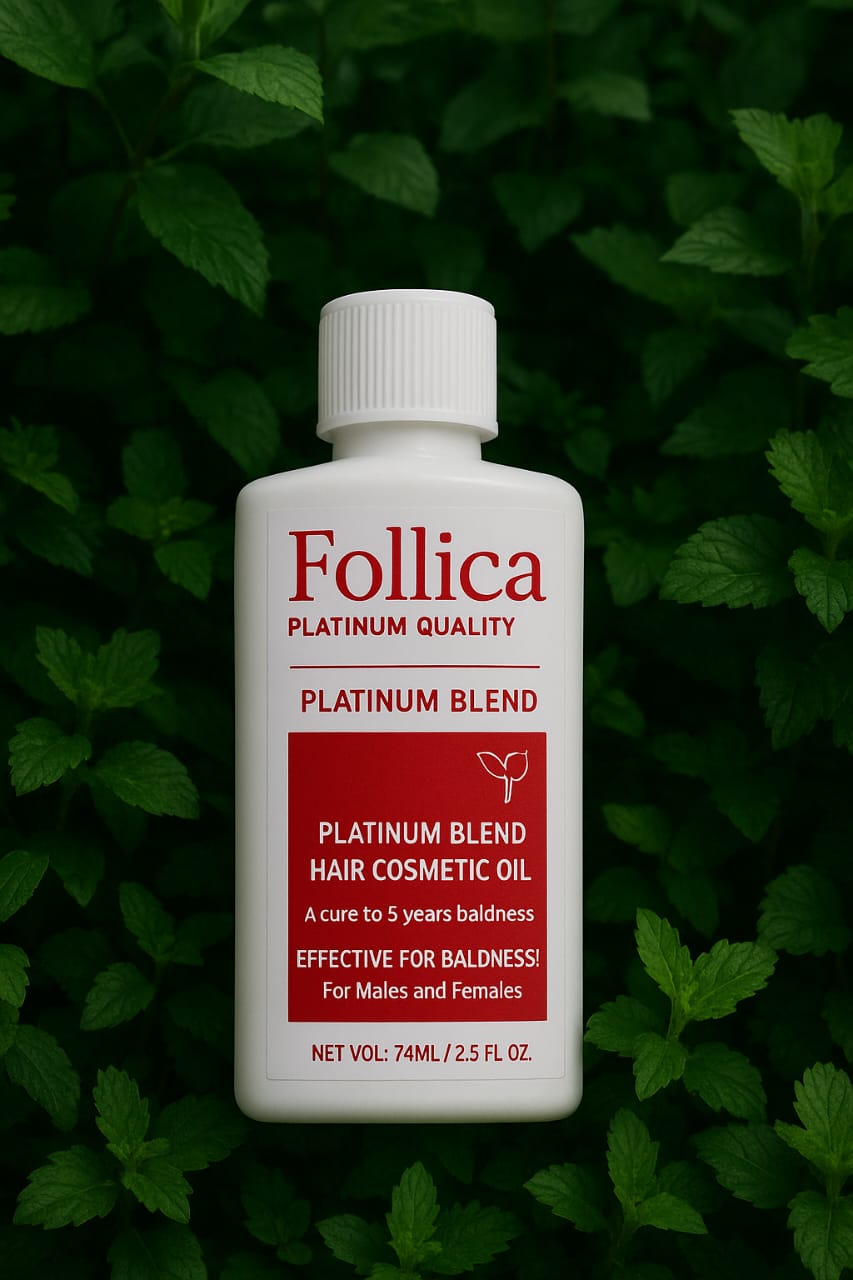 Follica
PLATINUM QUALITY
PLATINUM BLEND
PLATINUM BLEND
HAIR COSMETIC OIL
A cure to 5 years baldness
EFFECTIVE FOR BALDNESS!
For Males and Females
NET VOL: 74ML / 2.5 FL OZ.